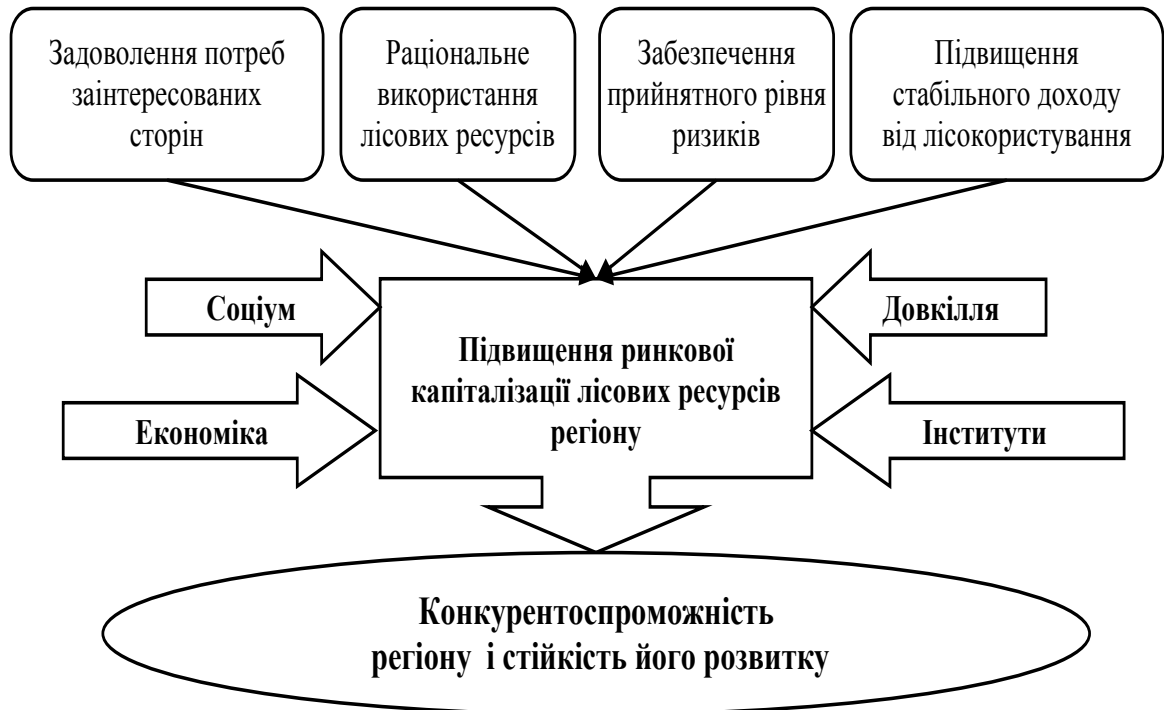 Задоволення потреб
заінтересованих
сторін
Раціональне
використання
лісових ресурсів
Забезпечення
прийнятного рівня
ризиків
Підвищення
стабільного доходу
від лісокористування
Соціум
Довкілля
Підвищення ринкової
капіталізації лісових ресурсів
регіону
Економіка
Інститути
Конкурентоспроможність
регіону і стійкість його розвитку